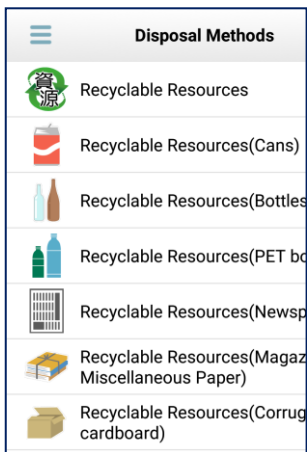 Disposal Methods
資源
Recyclable Resources
Recyclable Resources(Cans)
Recyclable Resources(Bottles
Recyclable Resources(PET bo
Recyclable Resources(Newsp
Recyclable Resources(Magaz
Miscellaneous Paper)
Recyclable Resources(Corrug
cardboard)